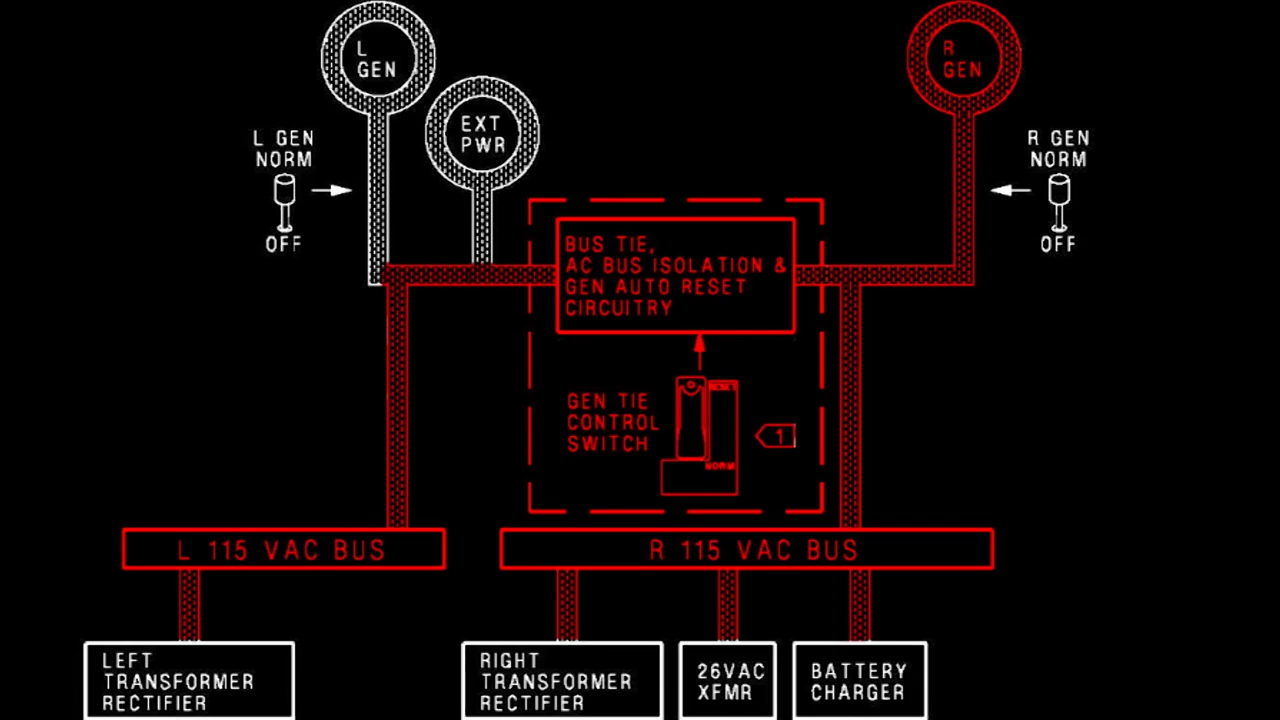 L
GEN
R
GEN
EXT
PWR
L GEN
NORM
OFF
R GEN
NORM
OFF
BUS TIE,
AC BUS ISOLATION &
GEN AUTO RESET
CIRCUITRY
GEN TIE
CONTROL
SWITCH
RESET
NORM
1
L 115 VAC BUS
R 115 VAC BUS
LEFT
TRANSFORMER
RECTIFIER
RIGHT
TRANSFORMER
RECTIFIER
26VAC
XFMR
BATTERY
CHARGER